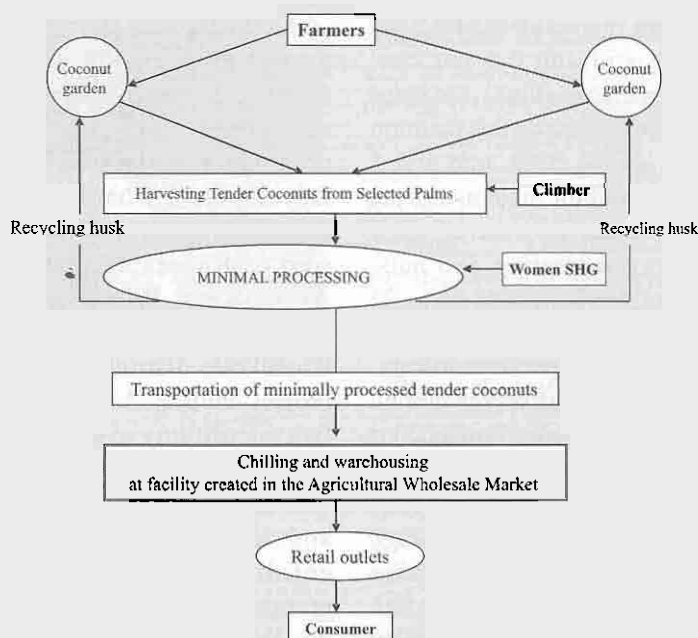 Farmers
Coconut
garden
Coconut
garden
Harvesting Tender Coconuts from Selected Palms
Climber
Recycling husk
Recycling husk
MINIMAL PROCESSING
Women SHG
Transportation of minimally processed tender coconuts
Chilling and warehousing
at facility created in the Agricultural Wholesale Market
Retail outlets
Consumer